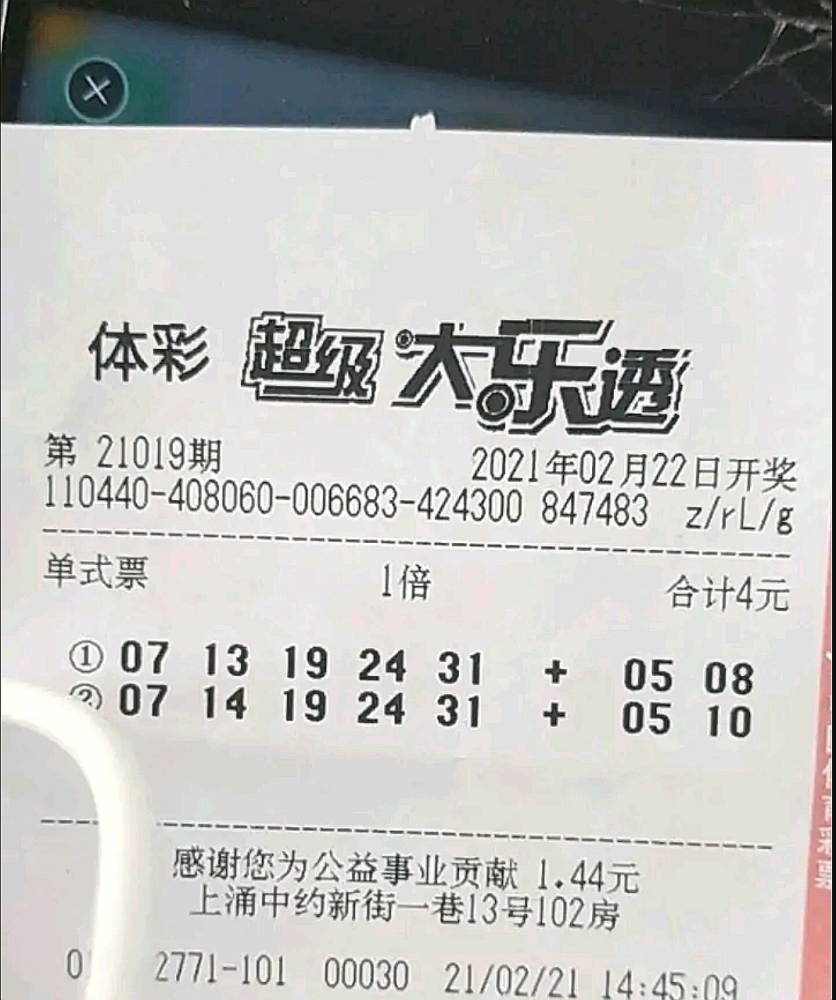 体彩 超级大乐透
第 21019期 2021年02月22日开奖
110440-408060-006683-424300 847483 z/rL/g
单式票 1倍 合计4元
① 07 13 19 24 31 + 05 08
② 07 14 19 24 31 + 05 10
感谢您为公益事业贡献 1.44元
上涌中约新街一巷13号102房
2771-101 00030 21/02/21 14:45:09